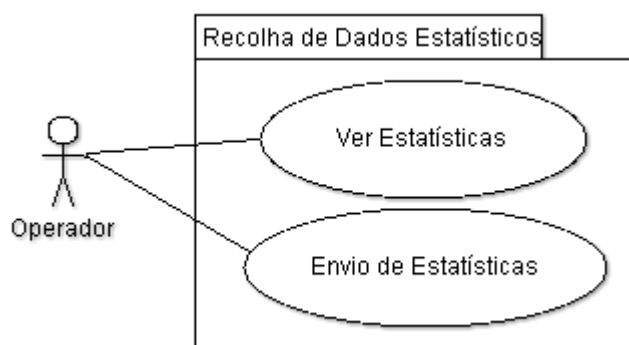 Recolha de Dados Estatísticos
Ver Estatísticas
Operador
Envio de Estatísticas